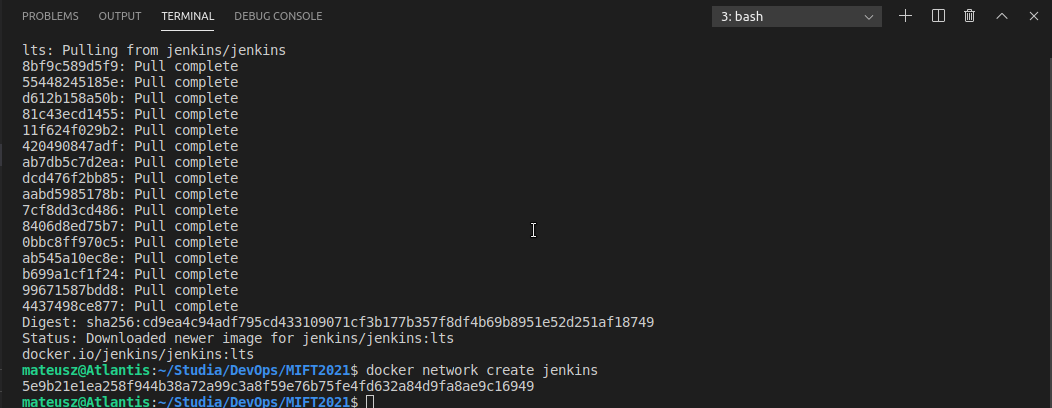 PROBLEMS OUTPUT TERMINAL DEBUG CONSOLE 3: bash
lts: Pulling from jenkins/jenkins
8bf9c589d5f9: Pull complete
55448245185e: Pull complete
d612b158a50b: Pull complete
81c43ecd1455: Pull complete
11f624f029b2: Pull complete
420490847adf: Pull complete
ab7db5c7d2ea: Pull complete
dcd476f2bb85: Pull complete
aabd5985178b: Pull complete
7cf8dd3cd486: Pull complete
8406d8ed75b7: Pull complete
0bbc8ff970c5: Pull complete
ab545a10ec8e: Pull complete
b699a1cf1f24: Pull complete
99671587bdd8: Pull complete
4437498ce877: Pull complete
Digest: sha256:cd9ea4c94adf795cd433109071cf3b177b357f8df4b69b8951e52d251af18749
Status: Downloaded newer image for jenkins/jenkins:lts
docker.io/jenkins/jenkins:lts
mateusz@Atlantis:~/Studia/DevOps/MIFT2021$ docker network create jenkins
5e9b21e1ea258f944b38a72a99c3a8f59e76b75fe4fd632a84d9fa8ae9c16949
mateusz@Atlantis:~/Studia/DevOps/MIFT2021$